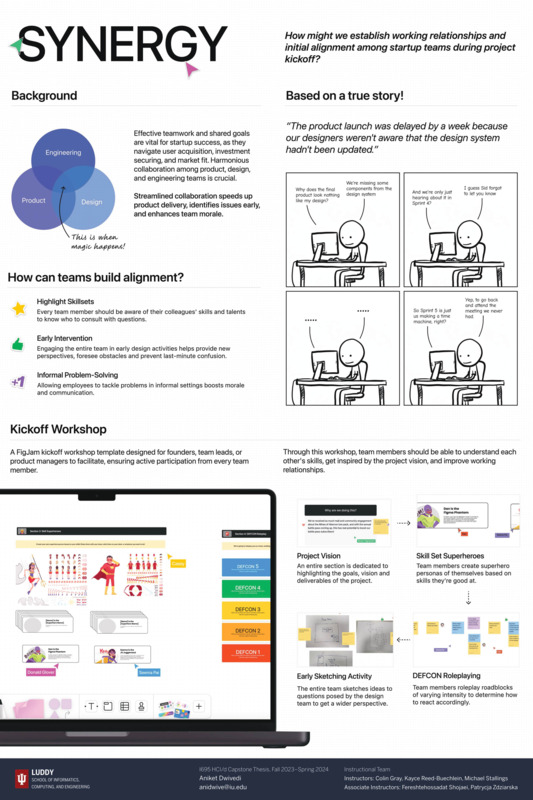 SYNERGY
How might we establish working relationships and
initial alignment among startup teams during project
kickoff?
Background
Engineering
Product
Design
This is when
magic happens!
Effective teamwork and shared goals
are vital for startup success, as they
navigate user acquisition, investment
securing, and market fit. Harmonious
collaboration among product, design,
and engineering teams is crucial.
Streamlined collaboration speeds up
product delivery, identifies issues early,
and enhances team morale.
Based on a true story!
“The product launch was delayed by a week because
our designers weren't aware that the design system
hadn't been updated.”
Why does the final
product look nothing
like my design?
We're missing some
components from the
design system
And we're only just
hearing about it in
Sprint 4?
I guess Sid forgot
to let you know
.....
.....
So Sprint 5 is just
us making a time
machine, right?
Yep, to go back
and attend the
meeting we never
had.
How can teams build alignment?
Highlight Skillsets
Every team member should be aware of their colleagues' skills and talents
to know who to consult with questions.
Early Intervention
Engaging the entire team in early design activities helps provide new
perspectives, foresee obstacles and prevent last-minute confusion.
+1
Informal Problem-Solving
Allowing employees to tackle problems in informal settings boosts morale
and communication.
Kickoff Workshop
A FigJam kickoff workshop template designed for founders, team leads, or
product managers to facilitate, ensuring active participation from every team
member.
Through this workshop, team members should be able to understand each
other's skills, get inspired by the project vision, and improve working
relationships.
DEFCON 5
DEFCON 4
DEFCON 3
DEFCON 2
DEFCON 1
Donald Glover
T
Why are we doing this?
Project Vision
An entire section is dedicated to
highlighting the goals, vision and
deliverables of the project.
Skill Set Superheroes
Team members create superhero
personas of themselves based on
skills they're good at.
Early Sketching Activity
The entire team sketches ideas to
questions posed by the design
team to get a wider perspective.
DEFCON Roleplaying
Team members roleplay roadblocks
of varying intensity to determine how
to react accordingly.
LUDDY
SCHOOL OF INFORMATICS,
COMPUTING, AND ENGINEERING
I695 HCI/d Capstone Thesis, Fall 2023–Spring 2024
Aniket Dwivedi
anidwive@iu.edu
Instructional Team
Instructors: Colin Gray, Kayce Reed-Buechlein, Michael Stallings
Associate Instructors: Fereshtehossadat Shojaei, Patrycja Zdziarska